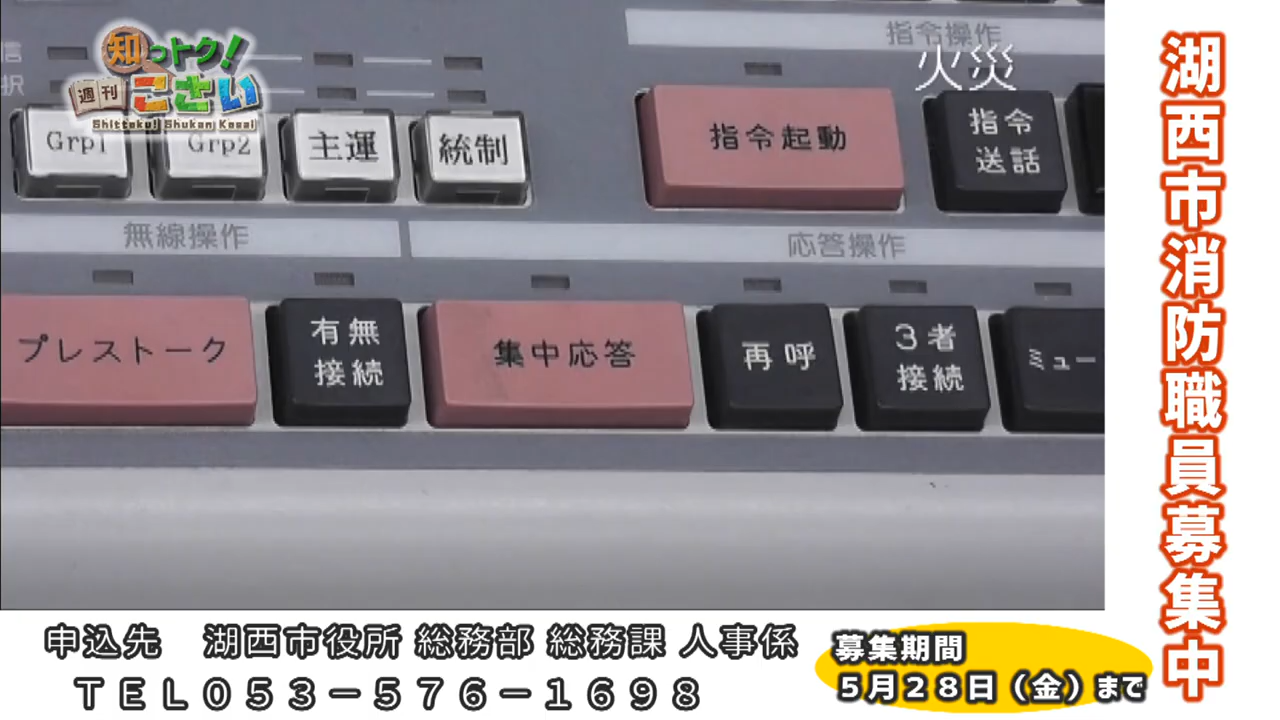 知っトク!
週刊
こさい
Shittoku! Shukan Kosai
信
択
Grp1
Grp2
主運
統制
指令操作
火災
指令起動
指令
送話
無線操作
応答操作
プレストーク
有無
接続
集中応答
再呼
3者
接続
ミュー
湖西市消防職員募集中
申込先 湖西市役所 総務部 総務課 人事係
TEL053-576-1698
募集期間
5月28日(金)まで